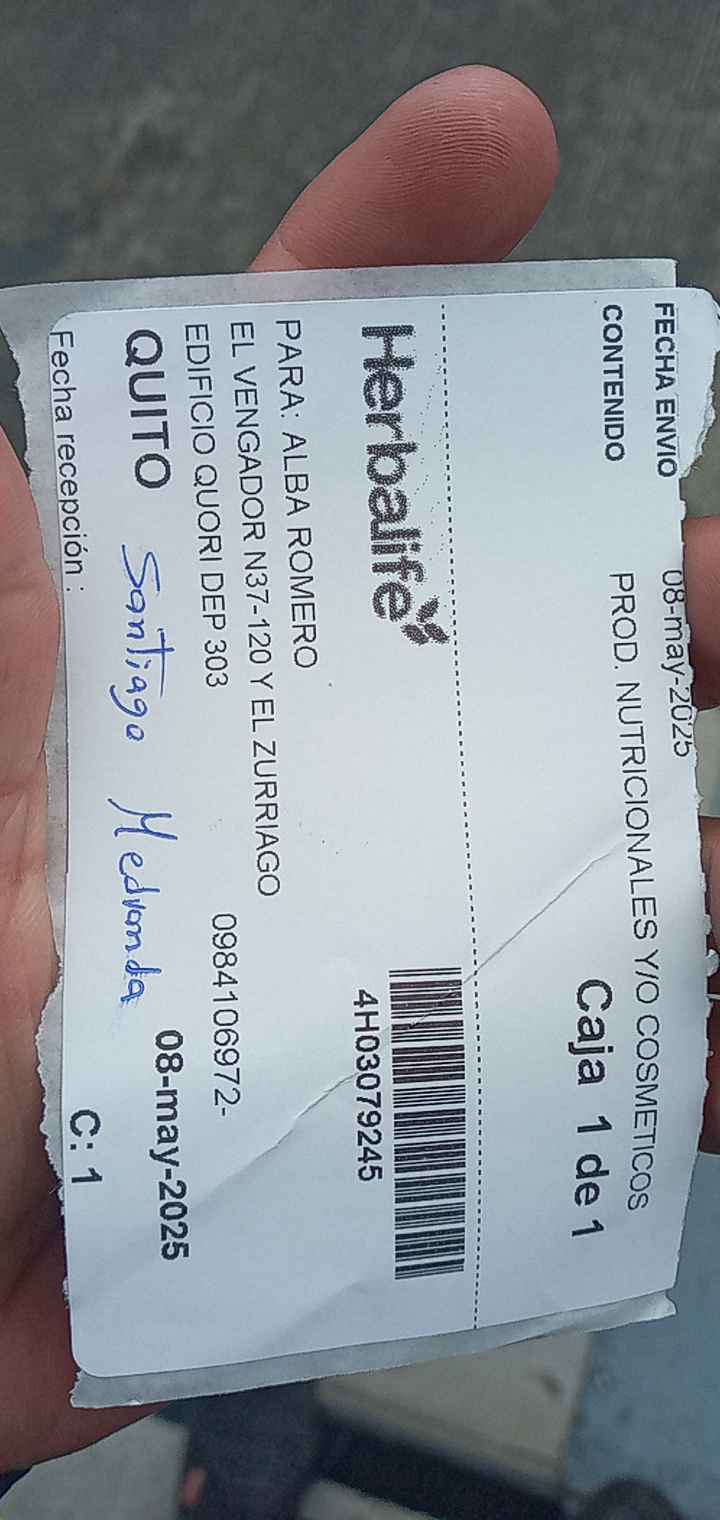 FECHA ENVIO 08-may-2025
CONTENIDO PROD. NUTRICIONALES Y/O COSMETICOS
Caja 1 de 1
Herbalife
4H03079245
PARA: ALBA ROMERO
EL VENGADOR N37-120 Y EL ZURRIAGO
EDIFICIO QUORI DEP 303 0984106972-
QUITO 08-may-2025
Santiago Medranda
Fecha recepción : C: 1